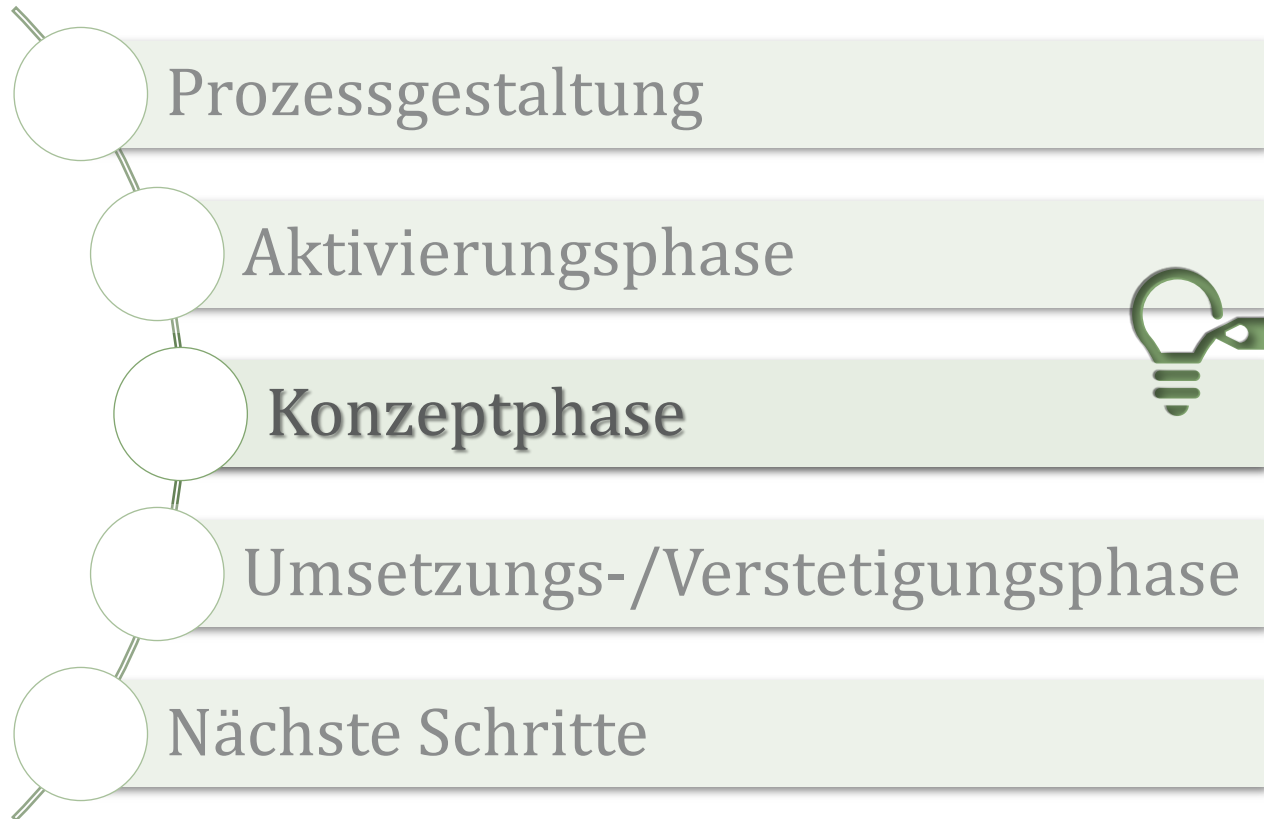 Prozessgestaltung
Aktivierungsphase
Konzeptphase
Umsetzungs-/Verstetigungsphase
Nächste Schritte